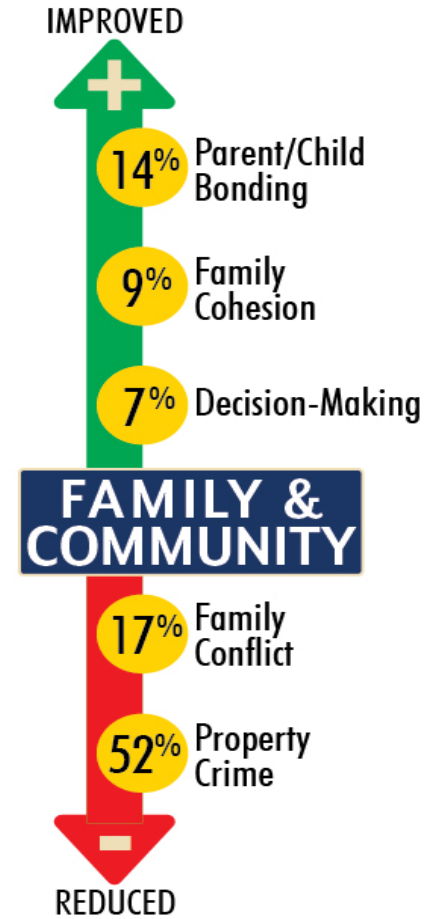 IMPROVED
+
14% Parent/Child
Bonding
9% Family
Cohesion
7% Decision-Making
FAMILY &
COMMUNITY
17% Family
Conflict
52% Property
Crime
-
REDUCED